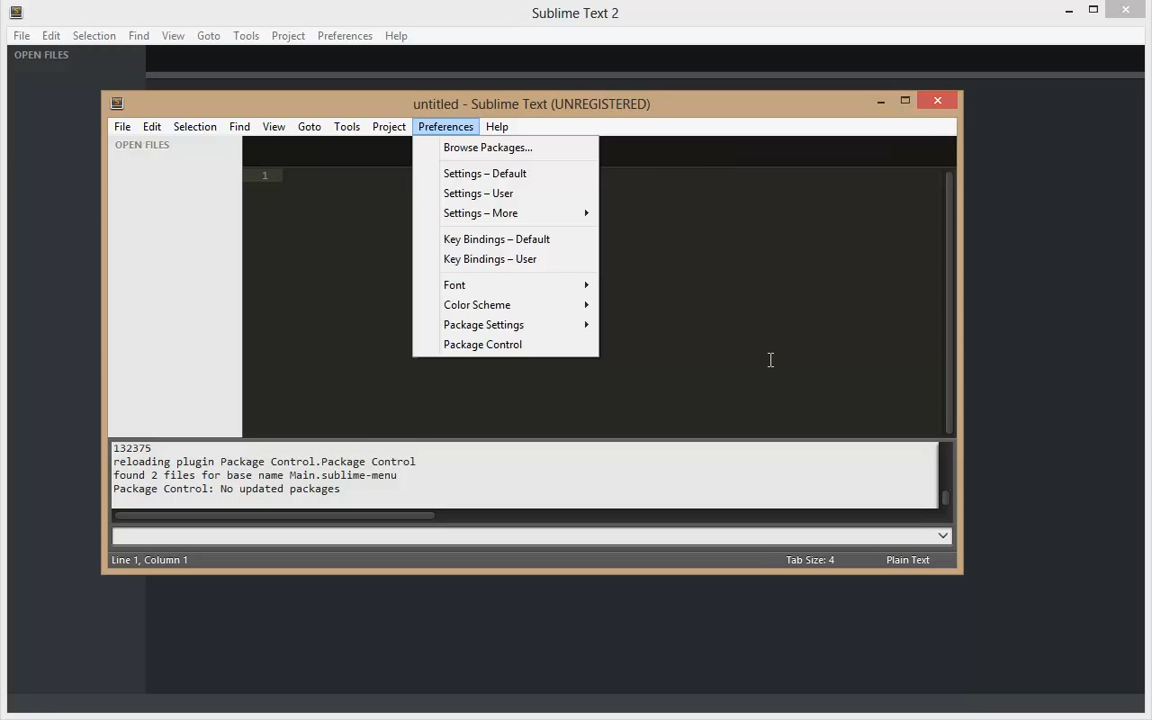 Sublime Text 2
File Edit Selection Find View Goto Tools Project Preferences Help
OPEN FILES
untitled - Sublime Text (UNREGISTERED)
File Edit Selection Find View Goto Tools Project Preferences Help
OPEN FILES
1
Browse Packages...
Settings – Default
Settings – User
Settings – More
Key Bindings – Default
Key Bindings – User
Font
Color Scheme
Package Settings
Package Control
132375
reloading plugin Package Control.Package Control
found 2 files for base name Main.sublime-menu
Package Control: No updated packages
Line 1, Column 1 Tab Size: 4 Plain Text